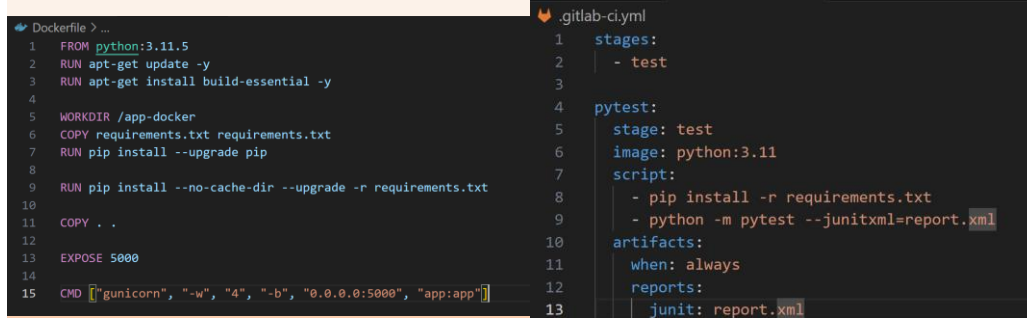 Dockerfile > ...
1 FROM python:3.11.5
2 RUN apt-get update -y
3 RUN apt-get install build-essential -y
4
5 WORKDIR /app-docker
6 COPY requirements.txt requirements.txt
7 RUN pip install --upgrade pip
8
9 RUN pip install --no-cache-dir --upgrade -r requirements.txt
10
11 COPY . .
12
13 EXPOSE 5000
14
15 CMD ["gunicorn", "-w", "4", "-b", "0.0.0.0:5000", "app:app"]
.gitlab-ci.yml
1 stages:
2   - test
3
4 pytest:
5   stage: test
6   image: python:3.11
7   script:
8     - pip install -r requirements.txt
9     - python -m pytest --junitxml=report.xml
10   artifacts:
11     when: always
12     reports:
13       junit: report.xml